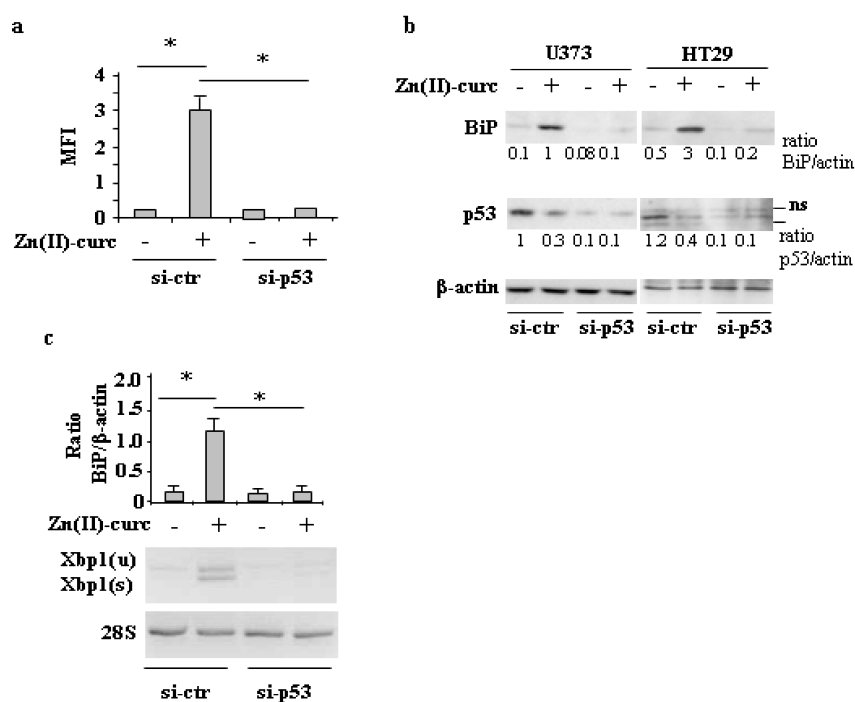 a
*
*
4
3
2
1
0
MFI
Zn(II)-curc - + - +
si-ctr si-p53
b
U373 HT29
Zn(II)-curc - + - + - + - +
BiP
0.1 1 0.08 0.1 0.5 3 0.1 0.2
ratio
BiP/actin
p53
ns
1 0.3 0.1 0.1 1.2 0.4 0.1 0.1
ratio
p53/actin
β-actin
si-ctr si-p53 si-ctr si-p53
c
*
*
2.0
1.5
1.0
0.5
0
Ratio
BiP/β-actin
Zn(II)-curc - + - +
Xbp1(u)
Xbp1(s)
28S
si-ctr si-p53